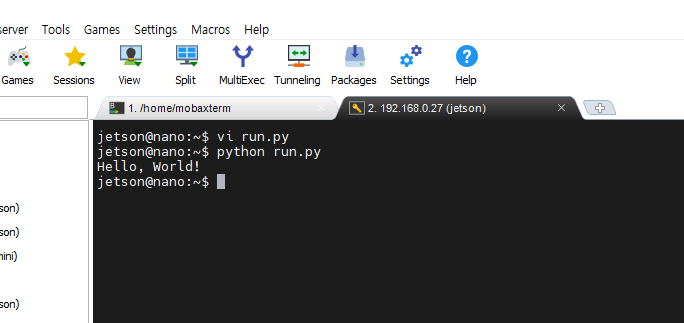 server Tools Games Settings Macros Help
Games Sessions View Split MultiExec Tunneling Packages Settings Help
1. /home/mobaxterm
2. 192.168.0.27 (jetson)
jetson@nano:~$ vi run.py
jetson@nano:~$ python run.py
Hello, World!
jetson@nano:~$
son)
son)
nini)
son)